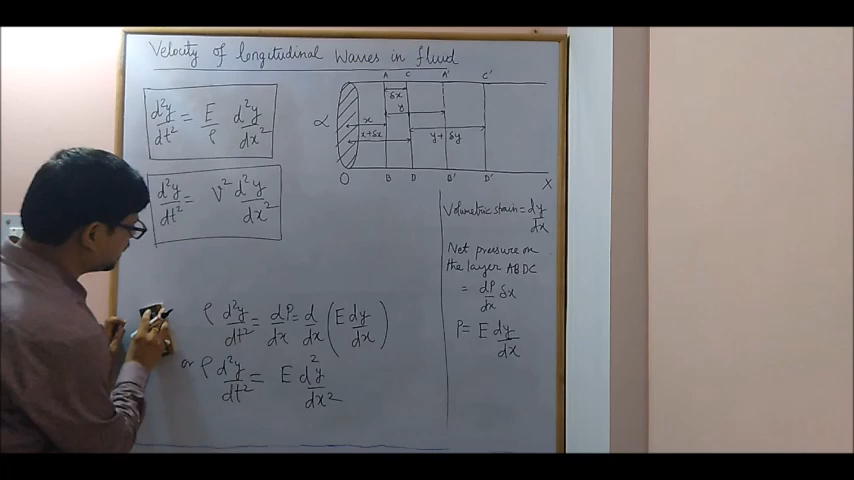 Velocity of longitudinal waves in fluid
d²y/dt² = E/ρ d²y/dx²
d²y/dt² = V² d²y/dx²
A C A' C'
δx
y
x
α
x+δx
y+δy
O B D B' D' X
Volumetric strain = dy/dx
Net pressure on
the layer ABDC
= dP/dx δx
P = E dy/dx
ρ d²y/dt² = dP/dx = d/dx (E dy/dx)
or ρ d²y/dt² = E d²y/dx²